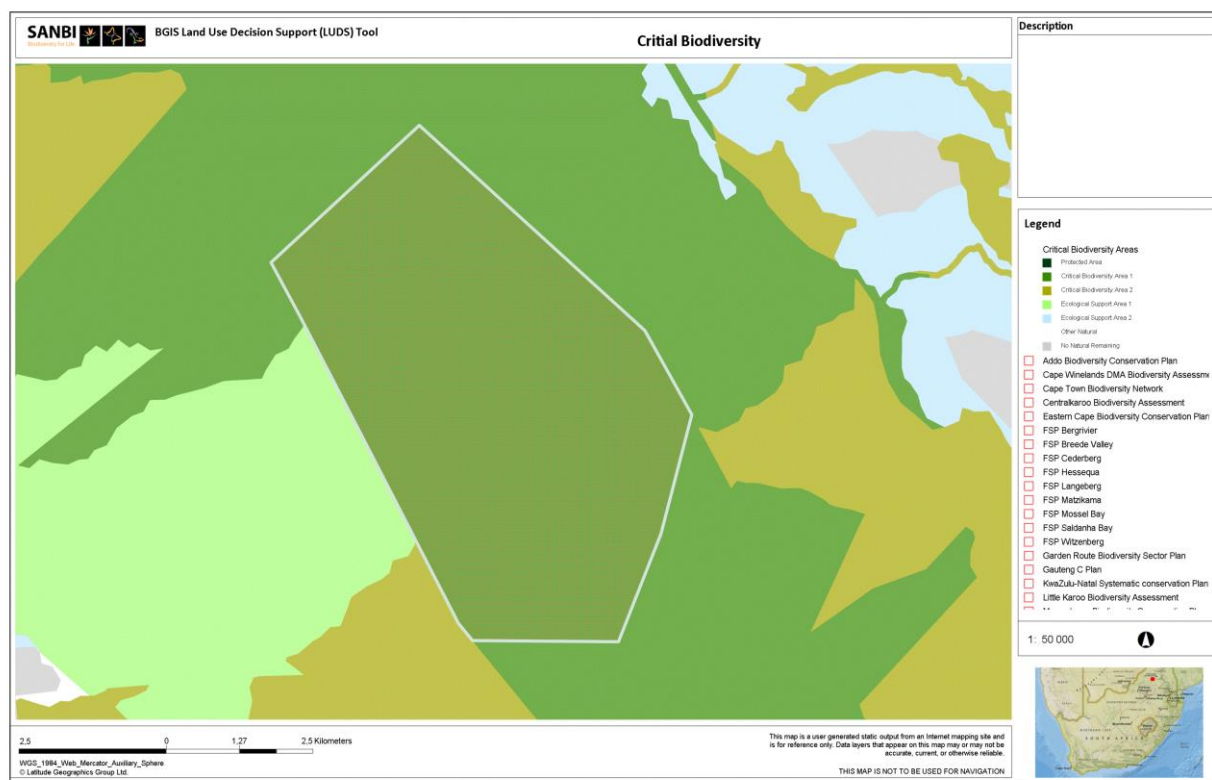 SANBI
Biodiversity for Life
BGIS Land Use Decision Support (LUDS) Tool
Critial Biodiversity
Description
Legend
Critical Biodiversity Areas
Protected Area
Critical Biodiversity Area 1
Critical Biodiversity Area 2
Ecological Support Area 1
Ecological Support Area 2
Other Natural
No Natural Remaining
Addo Biodiversity Conservation Plan
Cape Winelands DMA Biodiversity Assessme
Cape Town Biodiversity Network
Centralkaroo Biodiversity Assessment
Eastern Cape Biodiversity Conservation Plan
FSP Bergrivier
FSP Breede Valley
FSP Cederberg
FSP Hessequa
FSP Langeberg
FSP Matzikama
FSP Mossel Bay
FSP Saldanha Bay
FSP Witzenberg
Garden Route Biodiversity Sector Plan
Gauteng C Plan
KwaZulu-Natal Systematic conservation Plan
Little Karoo Biodiversity Assessment
1: 50 000
SOUTH AFRICA
2,5 0 1,27 2,5 Kilometers
WGS_1984_Web_Mercator_Auxiliary_Sphere
© Latitude Geographics Group Ltd.
This map is a user generated static output from an Internet mapping site and
is for reference only. Data layers that appear on this map may or may not be
accurate, current, or otherwise reliable.
THIS MAP IS NOT TO BE USED FOR NAVIGATION